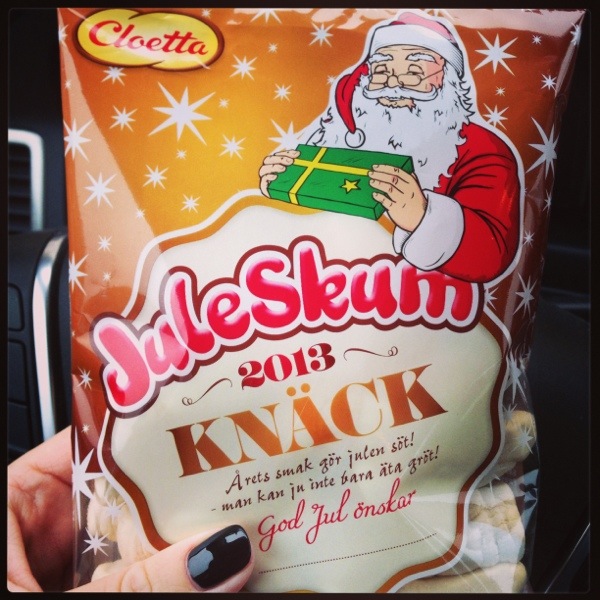 Cloetta
JuleSkum
2013
KNÄCK
Årets smak gör julen söt!
- man kan ju inte bara äta gröt!
God Jul önskar